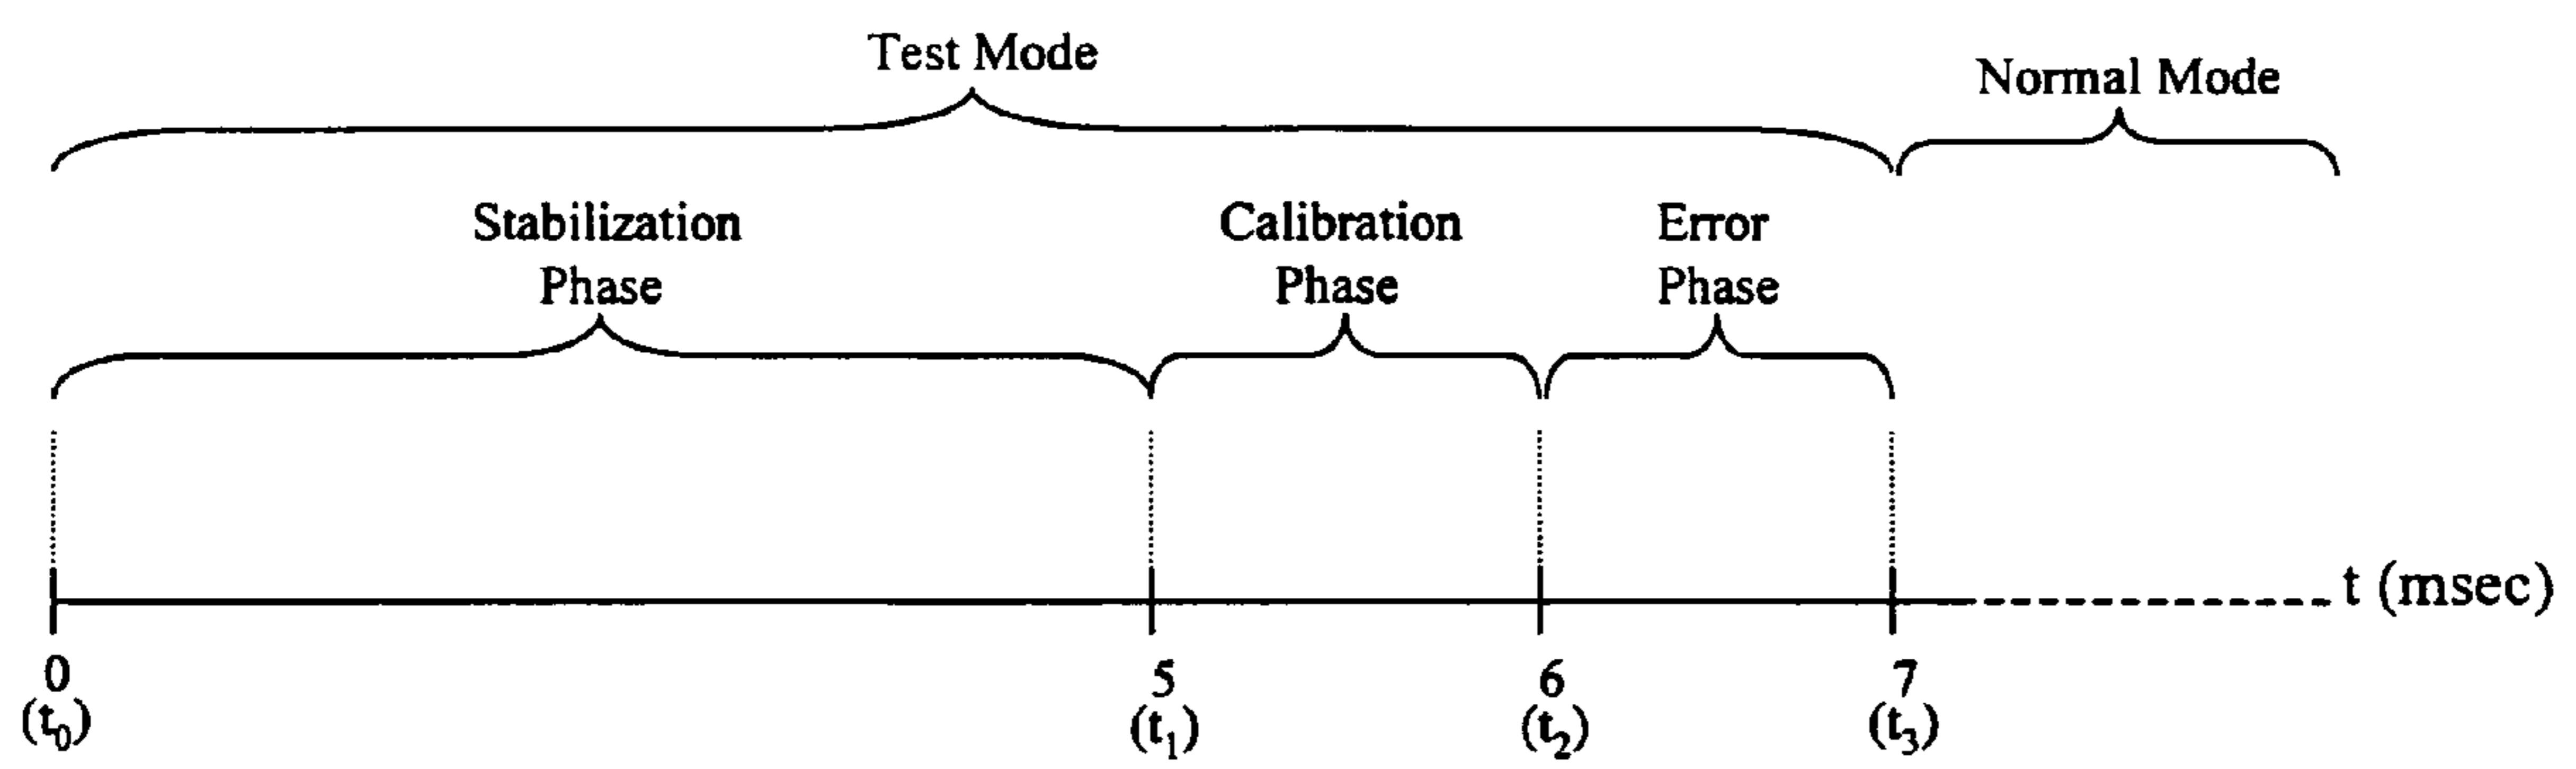 Test Mode
Normal Mode
Stabilization
Phase
Calibration
Phase
Error
Phase
t (msec)
0
(t₀)
5
(t₁)
6
(t₂)
7
(t₃)